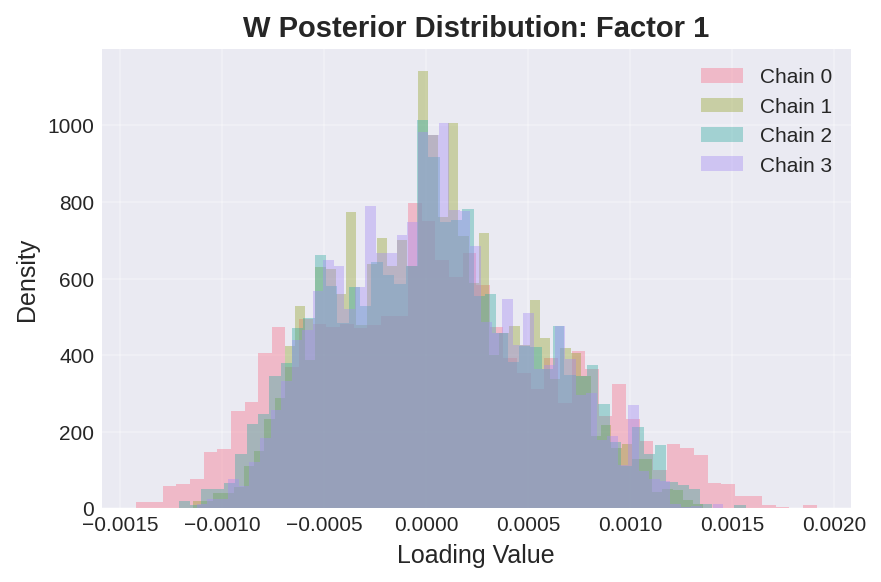 W Posterior Distribution: Factor 1
Chain 0
Chain 1
Chain 2
Chain 3
Density
1000
800
600
400
200
0
−0.0015 −0.0010 −0.0005 0.0000 0.0005 0.0010 0.0015 0.0020
Loading Value